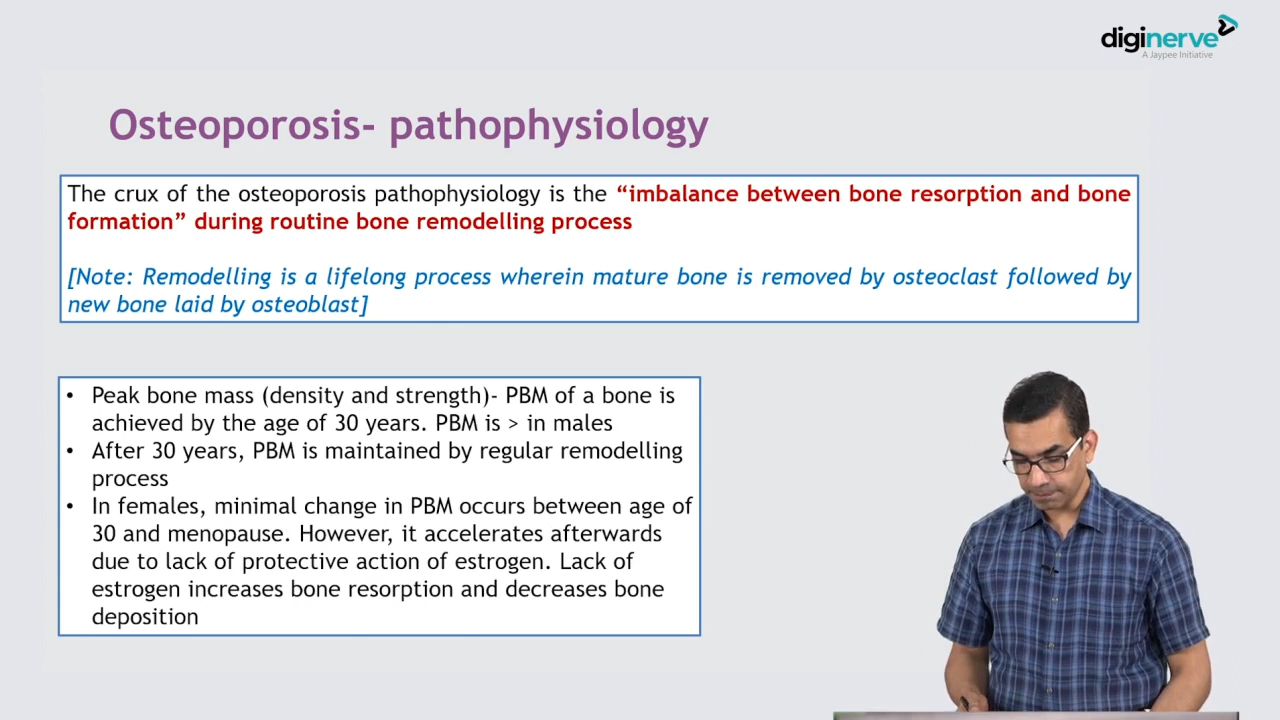 diginerve
A Jaypee Initiative
Osteoporosis- pathophysiology
The crux of the osteoporosis pathophysiology is the “imbalance between bone resorption and bone
formation” during routine bone remodelling process
[Note: Remodelling is a lifelong process wherein mature bone is removed by osteoclast followed by
new bone laid by osteoblast]
• Peak bone mass (density and strength)- PBM of a bone is
achieved by the age of 30 years. PBM is > in males
• After 30 years, PBM is maintained by regular remodelling
process
• In females, minimal change in PBM occurs between age of
30 and menopause. However, it accelerates afterwards
due to lack of protective action of estrogen. Lack of
estrogen increases bone resorption and decreases bone
deposition